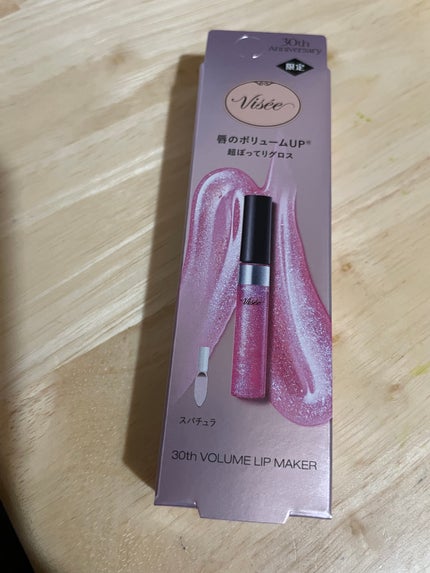 30th
Anniversary
限定
Visée
唇のボリュームUP※
超ぽってりグロス
Visée
スパチュラ
30th VOLUME LIP MAKER